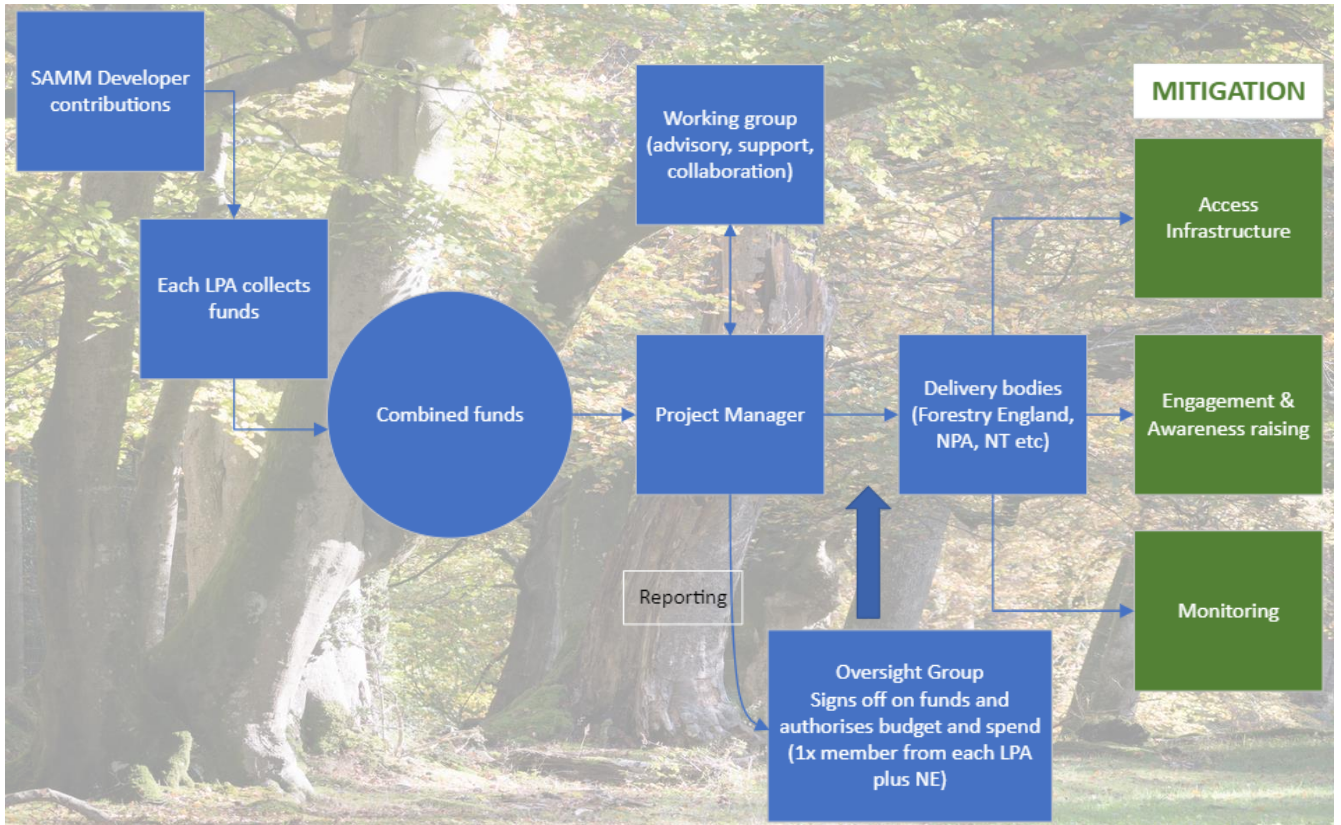 SAMM Developer
contributions
Each LPA collects
funds
Combined funds
Working group
(advisory, support,
collaboration)
Project Manager
Reporting
Oversight Group
Signs off on funds and
authorises budget and spend
(1x member from each LPA
plus NE)
Delivery bodies
(Forestry England,
NPA, NT etc)
MITIGATION
Access
Infrastructure
Engagement &
Awareness raising
Monitoring